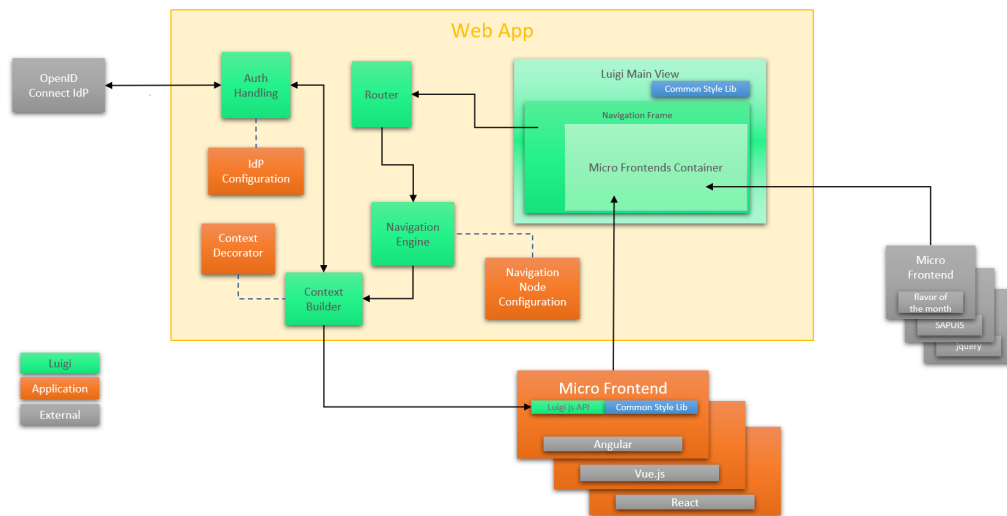 Web App
OpenID
Connect IdP
Auth
Handling
Router
Luigi Main View
Common Style Lib
Navigation Frame
Micro Frontends Container
IdP
Configuration
Context
Decorator
Navigation
Engine
Navigation
Node
Configuration
Context
Builder
Micro
Frontend
flavor of
the month
SAPUI5
jquery
Luigi
Application
External
Micro Frontend
Luigi js API
Common Style Lib
Angular
Vue.js
React